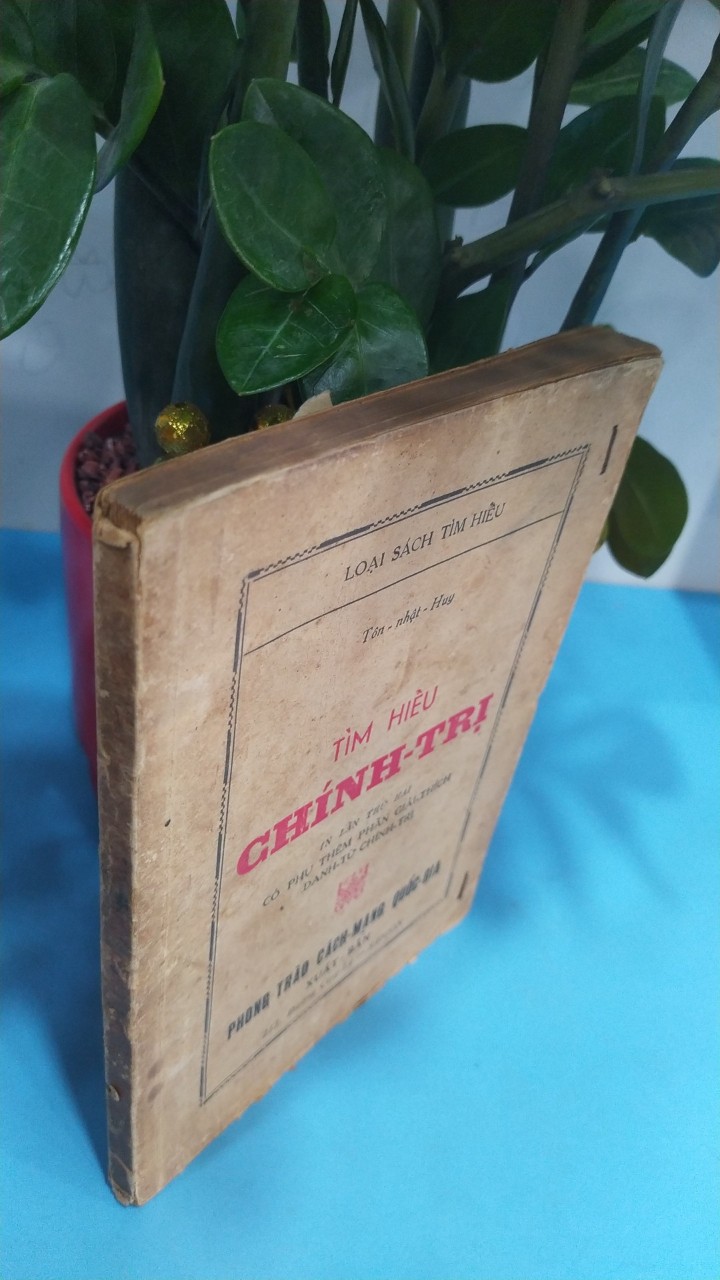 LOẠI SÁCH TÌM HIỂU
Tôn - nhật - Huy
TÌM HIỂU
CHÍNH-TRỊ
IN LẦN THỨ HAI
CÓ PHỤ THÊM PHẦN GIẢI-THÍCH
DANH-TỪ CHÍNH-TRỊ
PHONG TRÀO CÁCH-MẠNG QUỐC-GIA
XUẤT BẢN